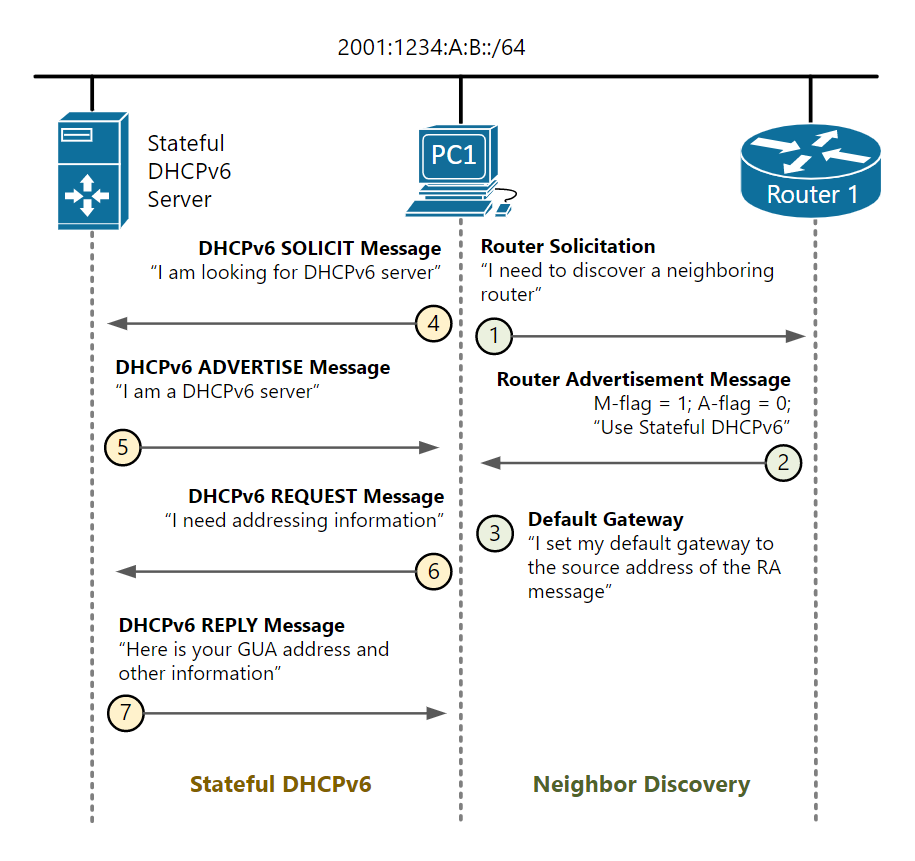 2001:1234:A:B::/64
Stateful
DHCPv6
Server
PC1
Router 1
DHCPv6 SOLICIT Message
“I am looking for DHCPv6 server”
4
Router Solicitation
“I need to discover a neighboring
router”
1
DHCPv6 ADVERTISE Message
“I am a DHCPv6 server”
5
Router Advertisement Message
M-flag = 1; A-flag = 0;
“Use Stateful DHCPv6”
2
DHCPv6 REQUEST Message
“I need addressing information”
6
3
Default Gateway
“I set my default gateway to
the source address of the RA
message”
DHCPv6 REPLY Message
“Here is your GUA address and
other information”
7
Stateful DHCPv6
Neighbor Discovery